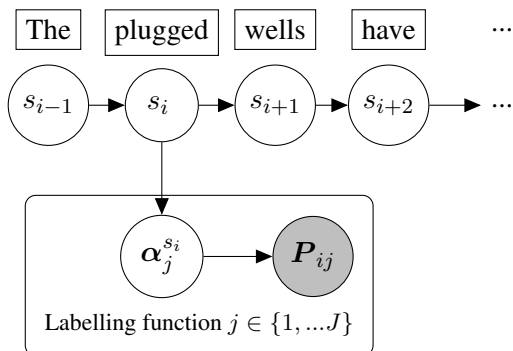 The plugged wells have ...
s_{i−1} s_i s_{i+1} s_{i+2} ...
α_j^{s_i} P_{ij}
Labelling function j ∈ {1, ...J}